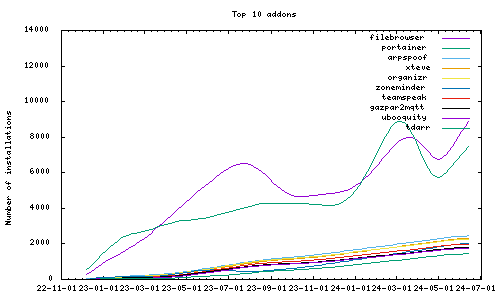 Top 10 addons
14000
12000
10000
8000
6000
4000
2000
0
Number of installations
filebrowser
portainer
arpspoof
xteve
organizr
zoneminder
teamspeak
gazpar2mqtt
ubooquity
tdarr
22-11-01 23-01-01 23-03-01 23-05-01 23-07-01 23-09-01 23-11-01 24-01-01 24-03-01 24-05-01 24-07-01